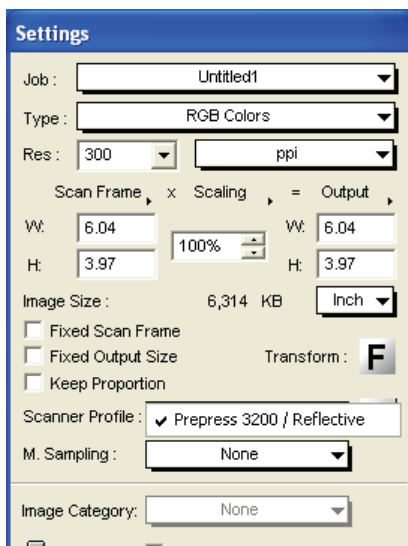 Settings
Job : Untitled1
Type : RGB Colors
Res : 300 ppi
Scan Frame x Scaling = Output
W: 6.04 100% W: 6.04
H: 3.97 H: 3.97
Image Size : 6,314 KB Inch
Fixed Scan Frame
Fixed Output Size Transform : F
Keep Proportion
Scanner Profile : ✔ Prepress 3200 / Reflective
M. Sampling : None
Image Category: None